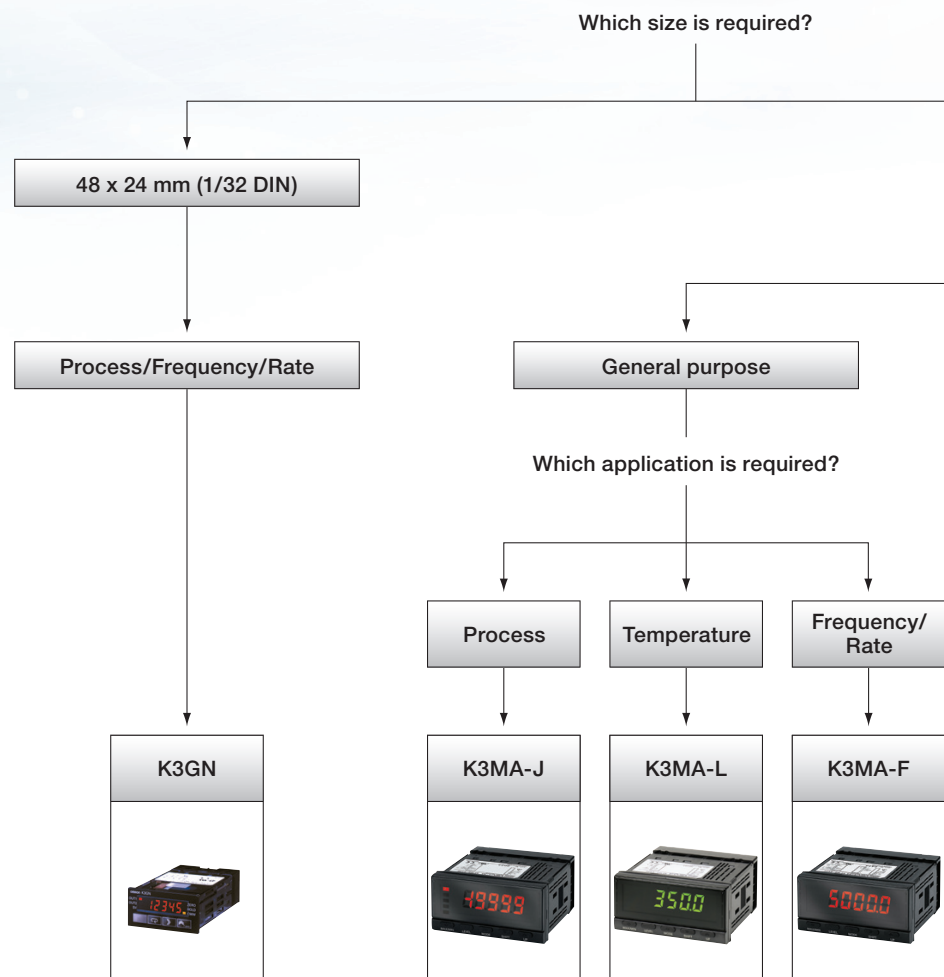 Which size is required?
48 x 24 mm (1/32 DIN)
Process/Frequency/Rate
General purpose
Which application is required?
Process
Temperature
Frequency/
Rate
K3GN
K3MA-J
K3MA-L
K3MA-F
12345
19999
350.0
5000.0